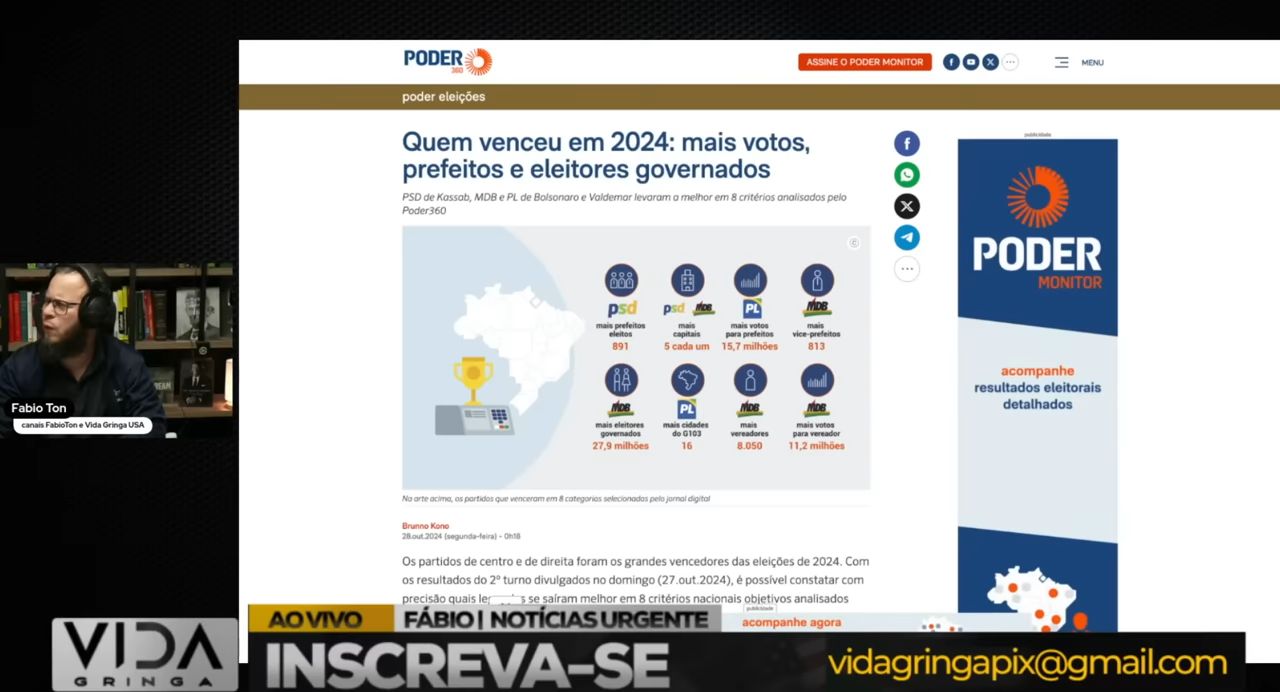 PODER
360
ASSINE O PODER MONITOR
MENU
poder eleições
publicidade
Quem venceu em 2024: mais votos,
prefeitos e eleitores governados
PSD de Kassab, MDB e PL de Bolsonaro e Valdemar levaram a melhor em 8 critérios analisados pelo
Poder360
psd
mais prefeitos
eleitos
891
psd MDB
mais
capitais
5 cada um
PL
mais votos
para prefeitos
15,7 milhões
MDB
mais
vice-prefeitos
813
MDB
mais eleitores
governados
27,9 milhões
PL
mais cidades
do G103
16
MDB
mais
vereadores
8.050
MDB
mais votos
para vereador
11,2 milhões
Na arte acima, os partidos que venceram em 8 categorias selecionadas pelo jornal digital
Brunno Kono
28.out.2024 (segunda-feira) - 0h18
Os partidos de centro e de direita foram os grandes vencedores das eleições de 2024. Com
os resultados do 2º turno divulgados no domingo (27.out.2024), é possível constatar com
precisão quais se saíram melhor em 8 critérios nacionais objetivos analisados
PODER
MONITOR
acompanhe
resultados eleitorais
detalhados
publicidade
acompanhe agora
Fabio Ton
canais FabioTon e Vida Gringa USA
AO VIVO
FÁBIO | NOTÍCIAS URGENTE
VIDA
GRINGA
INSCREVA-SE
vidagringapix@gmail.com